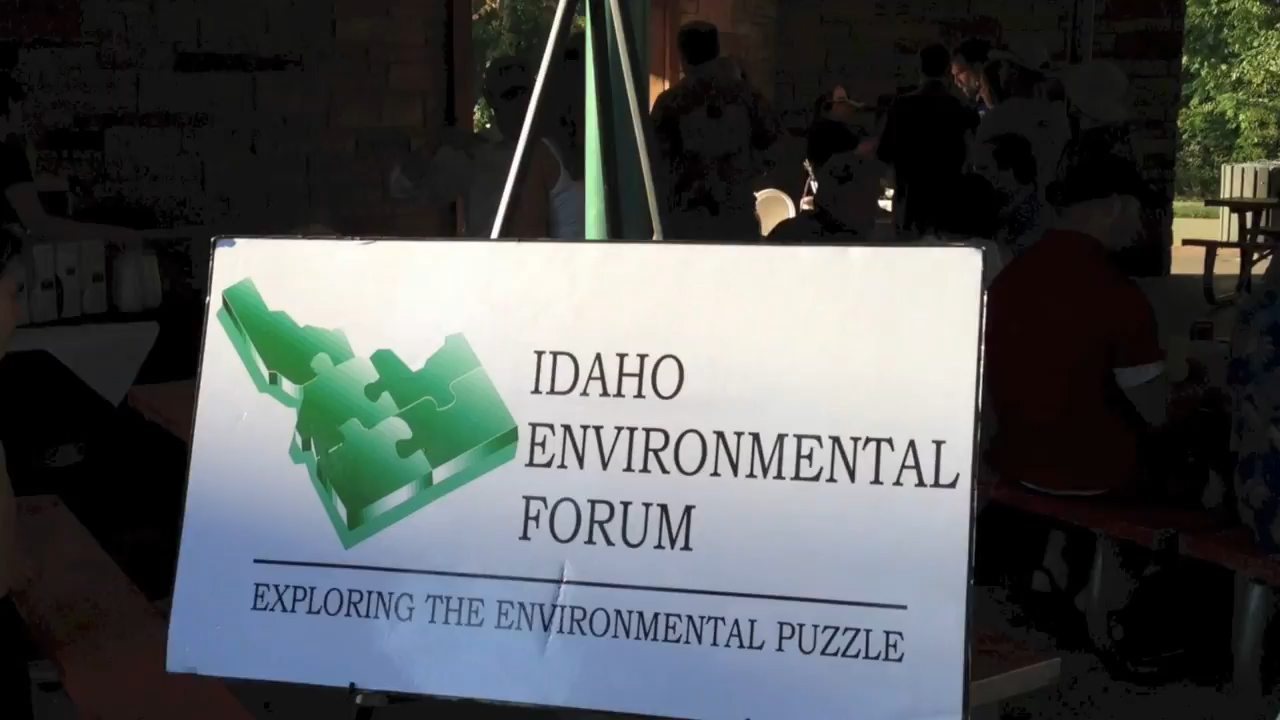 IDAHO
ENVIRONMENTAL
FORUM
EXPLORING THE ENVIRONMENTAL PUZZLE